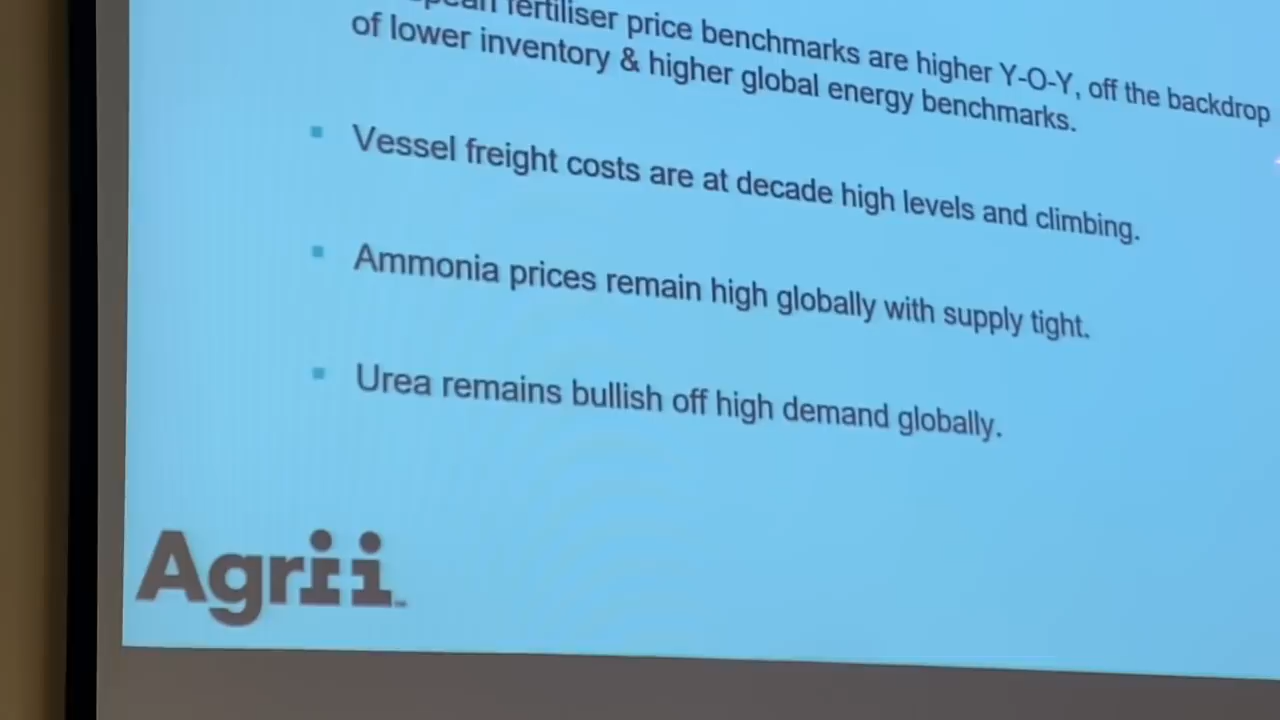 fertiliser price benchmarks are higher Y-O-Y, off the backdrop
of lower inventory & higher global energy benchmarks.
Vessel freight costs are at decade high levels and climbing.
Ammonia prices remain high globally with supply tight.
Urea remains bullish off high demand globally.
Agrii